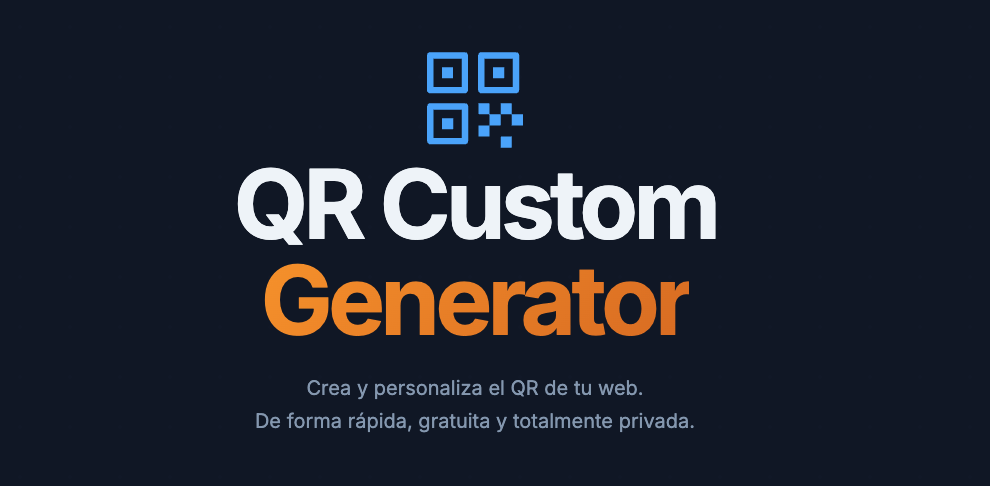 QR Custom
Generator
Crea y personaliza el QR de tu web.
De forma rápida, gratuita y totalmente privada.